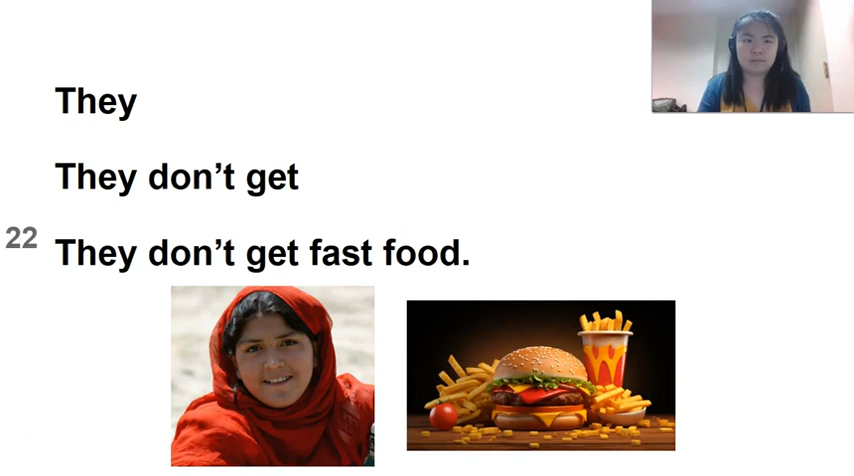 They
They don’t get
22
They don’t get fast food.